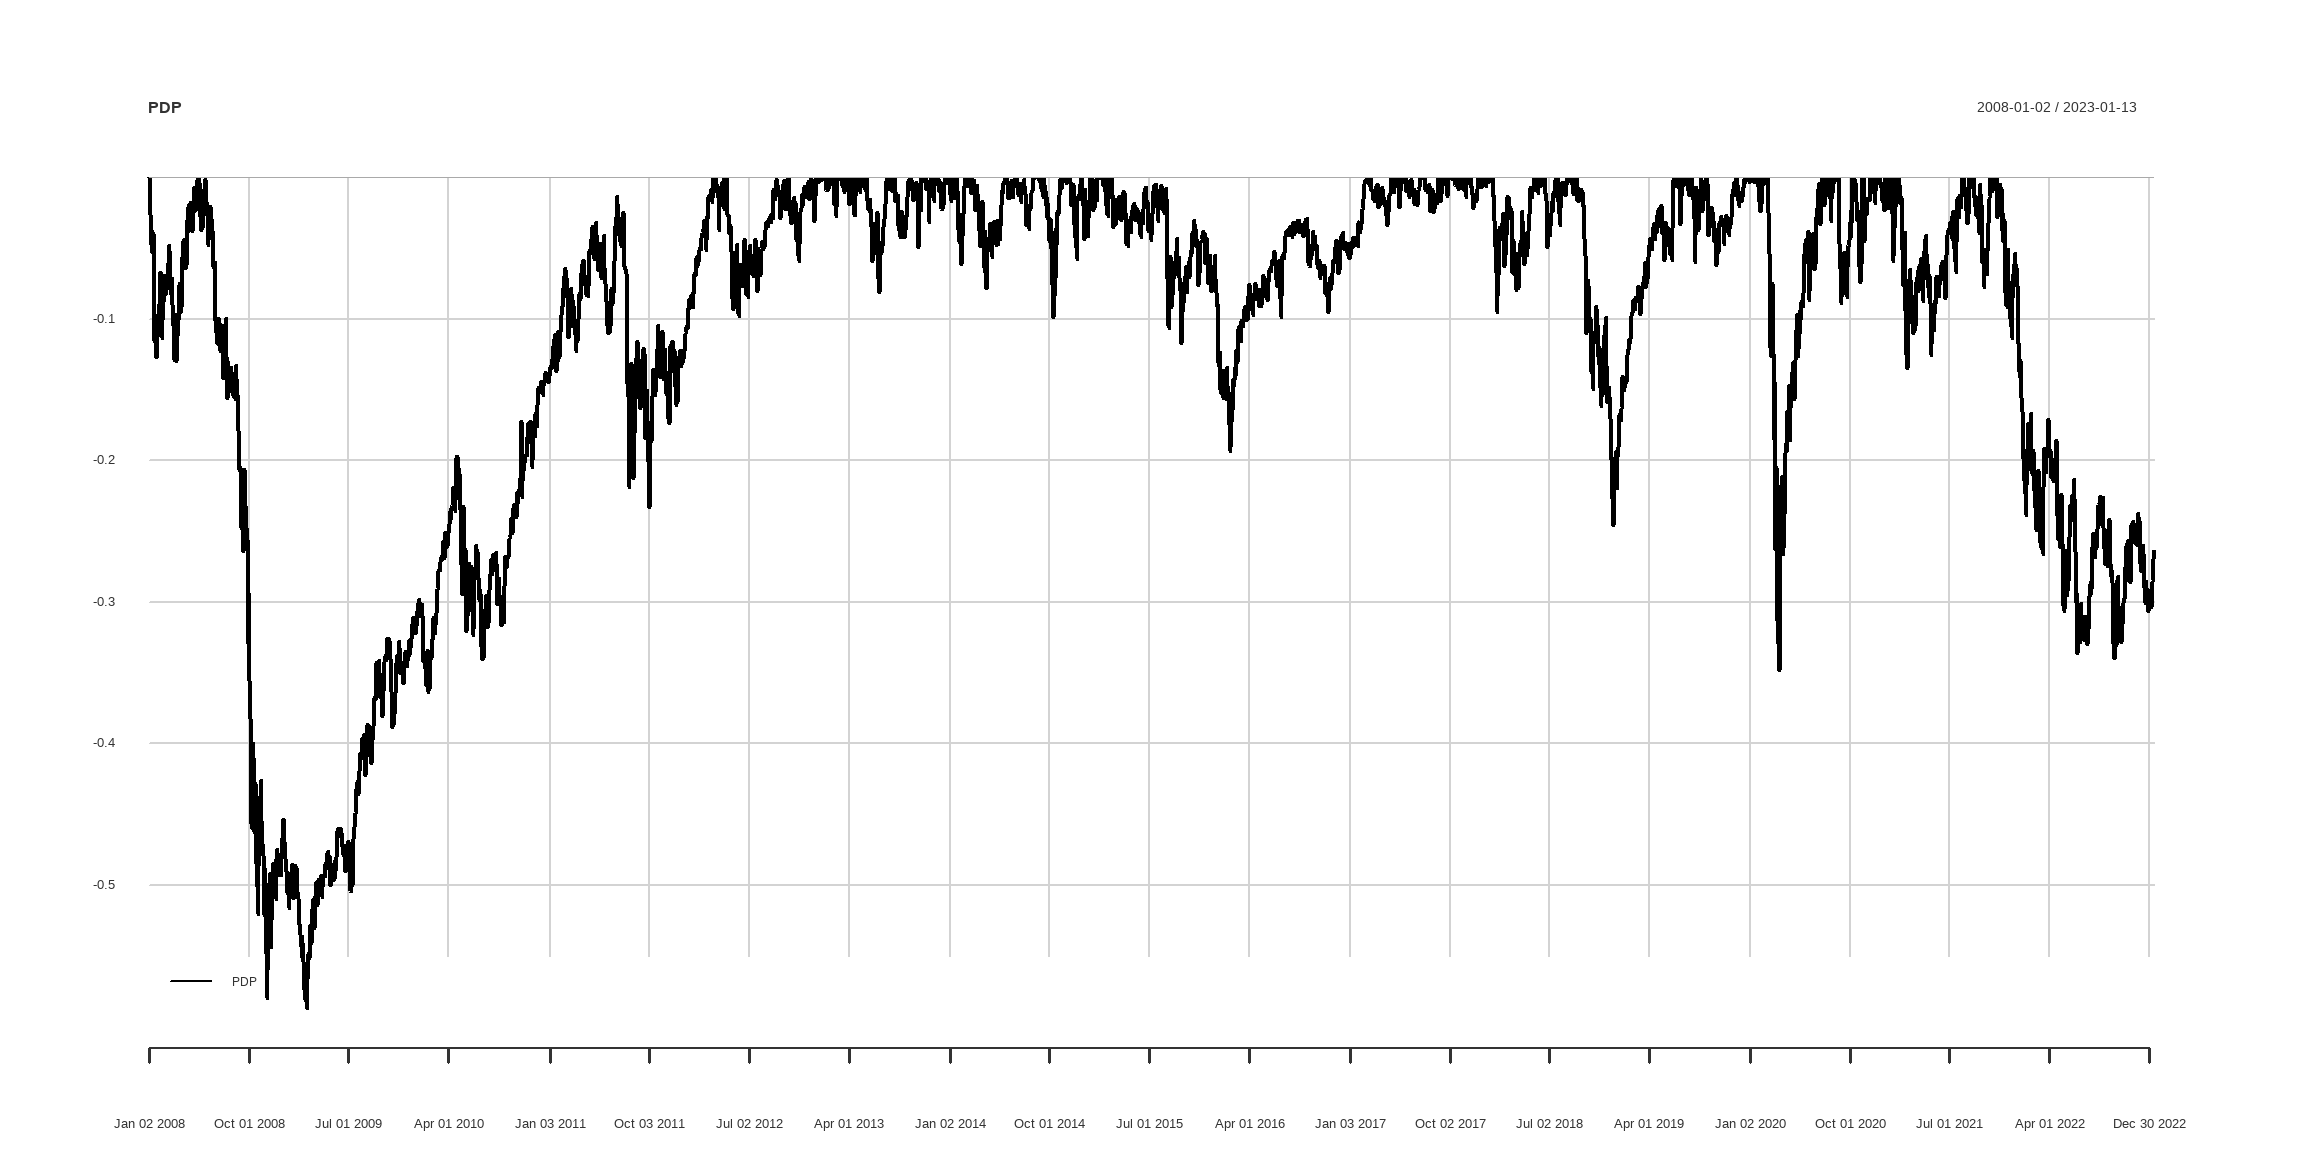 PDP
2008-01-02 / 2023-01-13
-0.1
-0.2
-0.3
-0.4
-0.5
PDP
Jan 02 2008
Oct 01 2008
Jul 01 2009
Apr 01 2010
Jan 03 2011
Oct 03 2011
Jul 02 2012
Apr 01 2013
Jan 02 2014
Oct 01 2014
Jul 01 2015
Apr 01 2016
Jan 03 2017
Oct 02 2017
Jul 02 2018
Apr 01 2019
Jan 02 2020
Oct 01 2020
Jul 01 2021
Apr 01 2022
Dec 30 2022